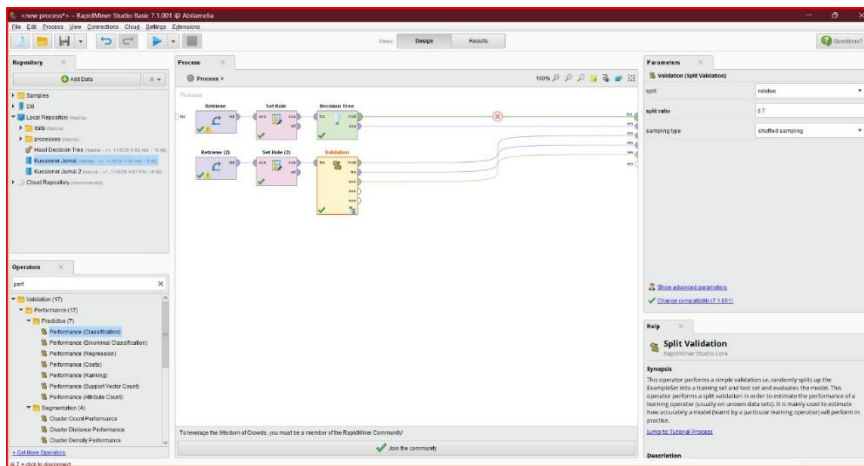 <new process*> – RapidMiner Studio Basic 7.1.001 @ Abilamelia
File Edit Process View Connections Cloud Settings Extensions
Views: Design Results
Questions?
Repository
Add Data
Samples
DB
Local Repository
data
processes
Hasil Decision Tree
Kuesioner Jurnal
Kuesioner Jurnal 2
Cloud Repository
Operators
perf
Validation (17)
Performance (17)
Predictive (7)
Performance (Classification)
Performance (Binominal Classification)
Performance (Regression)
Performance (Costs)
Performance (Ranking)
Performance (Support Vector Count)
Performance (Attribute Count)
Segmentation (4)
Cluster Count Performance
Cluster Distance Performance
Cluster Density Performance
+ Get More Operators
ALT + click to disconnect.
Process
Process
100%
Process
Retrieve
Set Role
Decision Tree
Retrieve (2)
Set Role (2)
Validation
To leverage the Wisdom of Crowds, you must be a member of the RapidMiner Community!
Join the community
Parameters
Validation (Split Validation)
split
relative
split ratio
0.7
sampling type
shuffled sampling
Show advanced parameters
Change compatibility (7.1.001)
Help
Split Validation
RapidMiner Studio Core
Synopsis
This operator performs a simple validation i.e. randomly splits up the
ExampleSet into a training set and test set and evaluates the model. This
operator performs a split validation in order to estimate the performance of a
learning operator (usually on unseen data sets). It is mainly used to estimate
how accurately a model (learnt by a particular learning operator) will perform in
practice.
Jump to Tutorial Process
Description